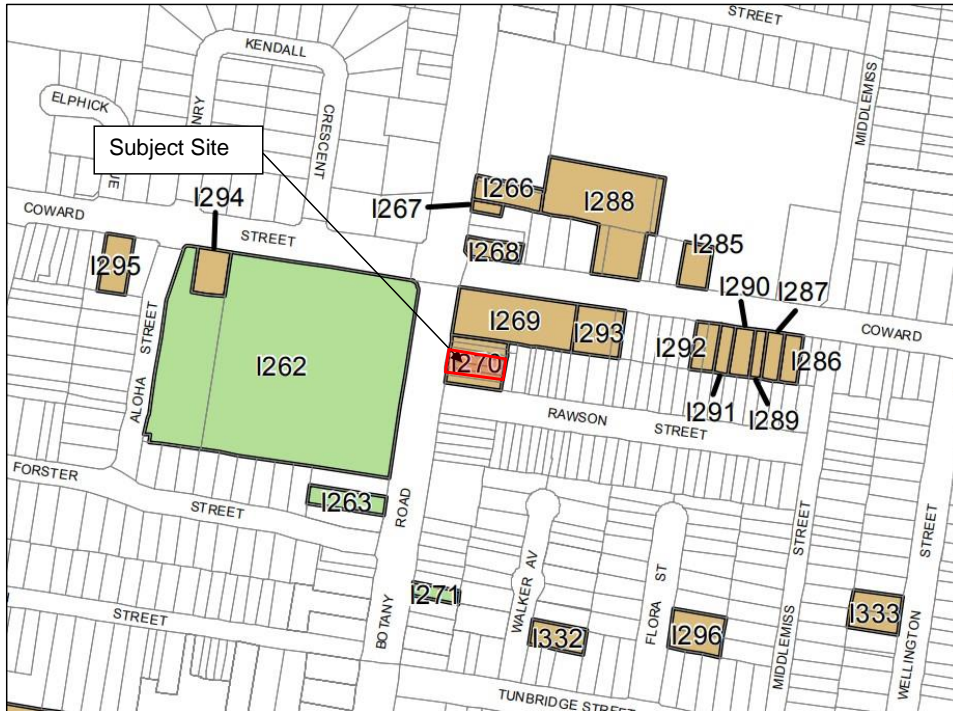 STREET
KENDALL
MIDDLEMISS
ELPHICK
NRY
CRESCENT
Subject Site
UE
I294
I266
I267
I288
COWARD
STREET
I268
I285
I295
I290
I287
COWARD
I269
I293
I292
I286
ALOHA STREET
I262
I270
I291
I289
RAWSON STREET
FORSTER
STREET
I263
ROAD
STREET
STREET
BOTANY
I271
WALKER AV
FLORA ST
MIDDLEMISS
I332
I296
I333
WELLINGTON
STREET
TUNBRIDGE STREET